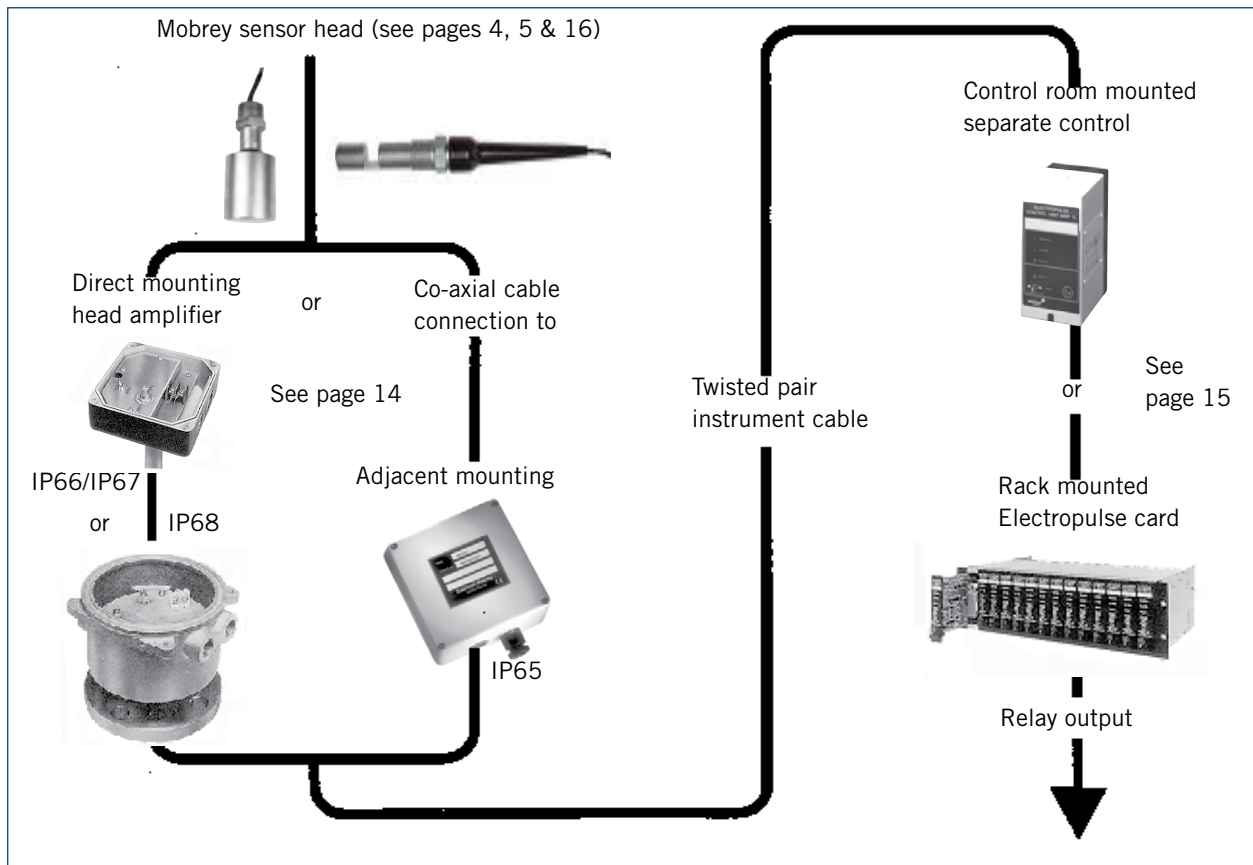 Mobrey sensor head (see pages 4, 5 & 16)
Direct mounting
head amplifier
or
Co-axial cable
connection to
See page 14
IP66/IP67
or
IP68
Adjacent mounting
IP65
Twisted pair
instrument cable
Control room mounted
separate control
ELECTROPULSE
or
See
page 15
Rack mounted
Electropulse card
Relay output